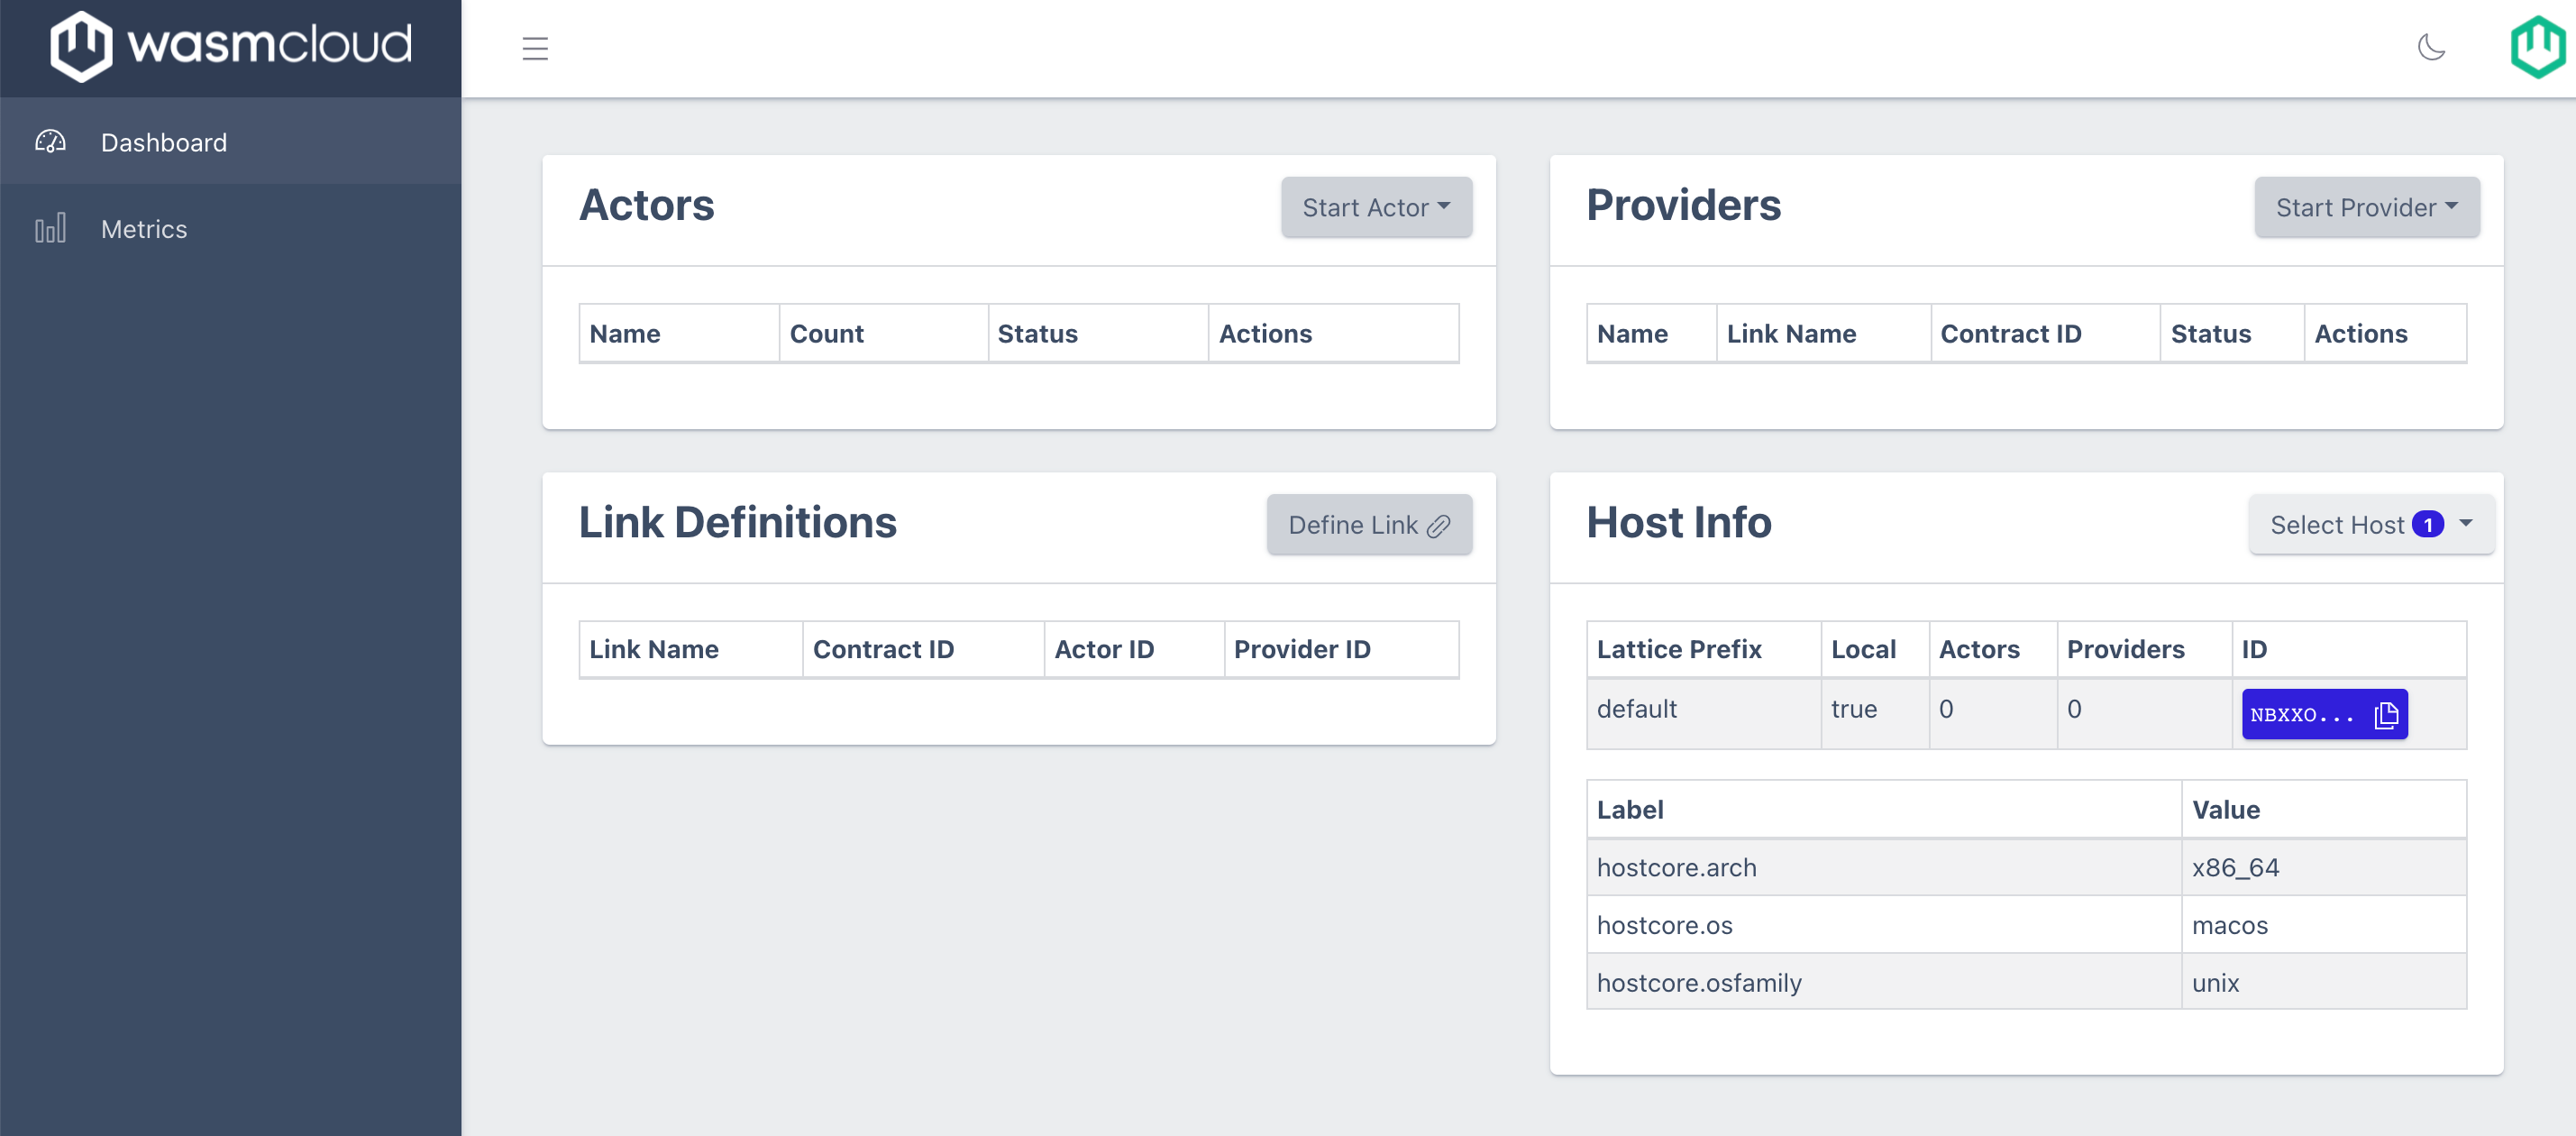 wasmcloud
Dashboard
Metrics
Actors
Start Actor
Name Count Status Actions
Providers
Start Provider
Name Link Name Contract ID Status Actions
Link Definitions
Define Link
Link Name Contract ID Actor ID Provider ID
Host Info
Select Host 1
Lattice Prefix Local Actors Providers ID
default true 0 0 NBXXO...
Label Value
hostcore.arch x86_64
hostcore.os macos
hostcore.osfamily unix